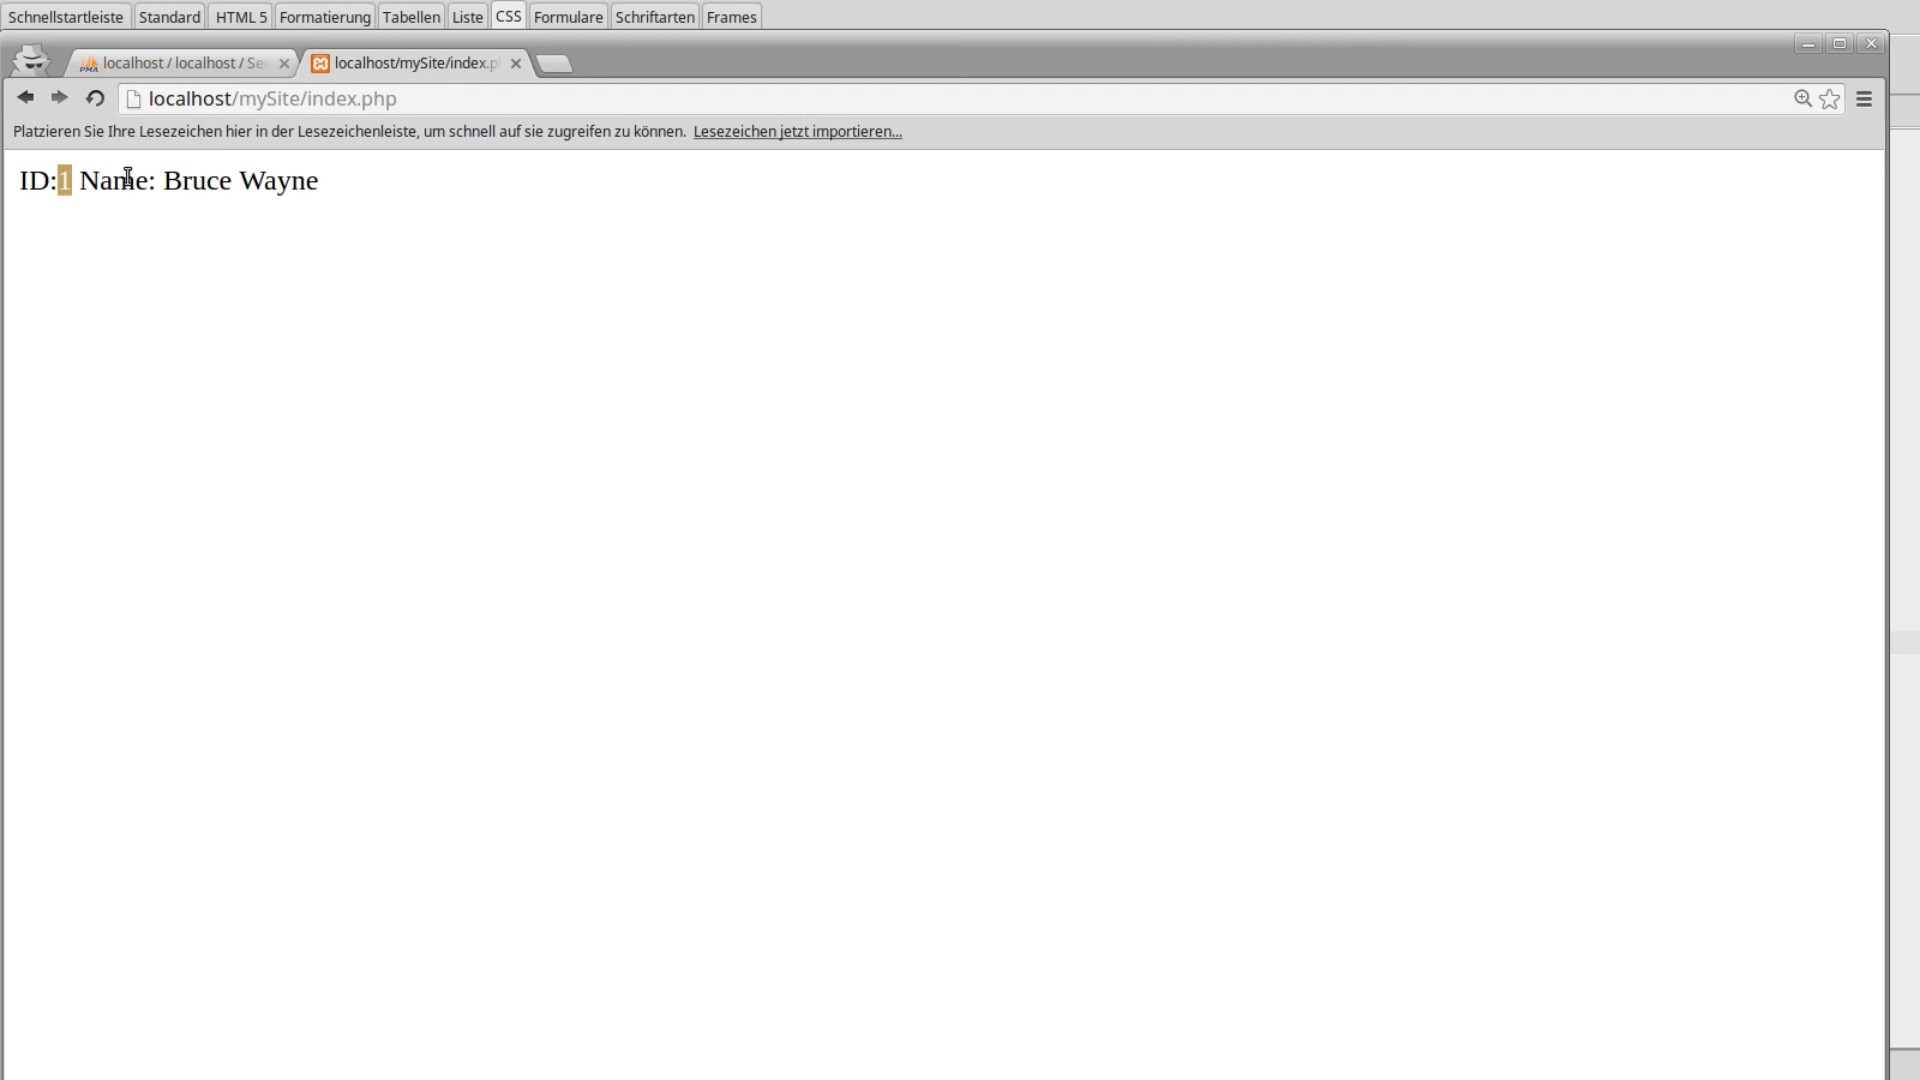 Schnellstartleiste Standard HTML 5 Formatierung Tabellen Liste CSS Formulare Schriftarten Frames
localhost / localhost / Se localhost/mySite/index.p
localhost/mySite/index.php
Platzieren Sie Ihre Lesezeichen hier in der Lesezeichenleiste, um schnell auf sie zugreifen zu können. Lesezeichen jetzt importieren...
ID:1 Name: Bruce Wayne